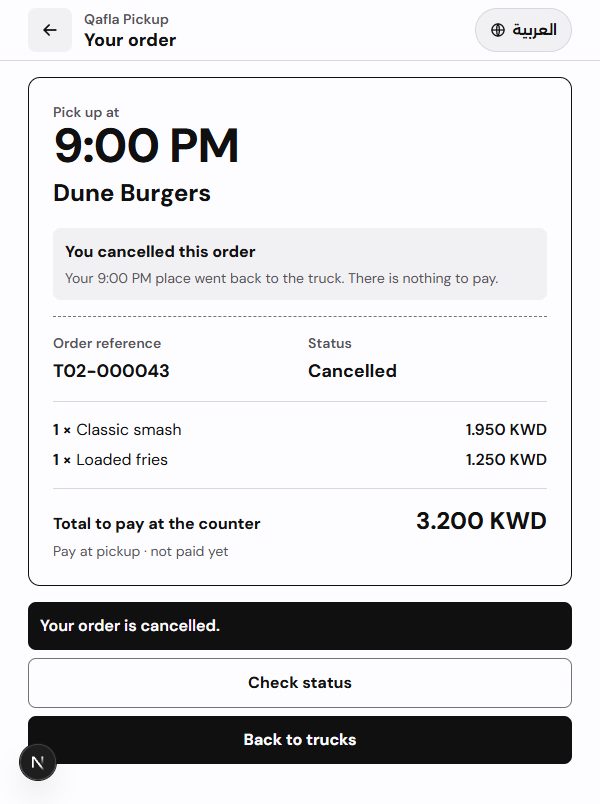 Qafla Pickup
Your order
العربية
Pick up at
9:00 PM
Dune Burgers
You cancelled this order
Your 9:00 PM place went back to the truck. There is nothing to pay.
Order reference
Status
T02-000043
Cancelled
1 × Classic smash 1.950 KWD
1 × Loaded fries 1.250 KWD
Total to pay at the counter 3.200 KWD
Pay at pickup · not paid yet
Your order is cancelled.
Check status
Back to trucks
N